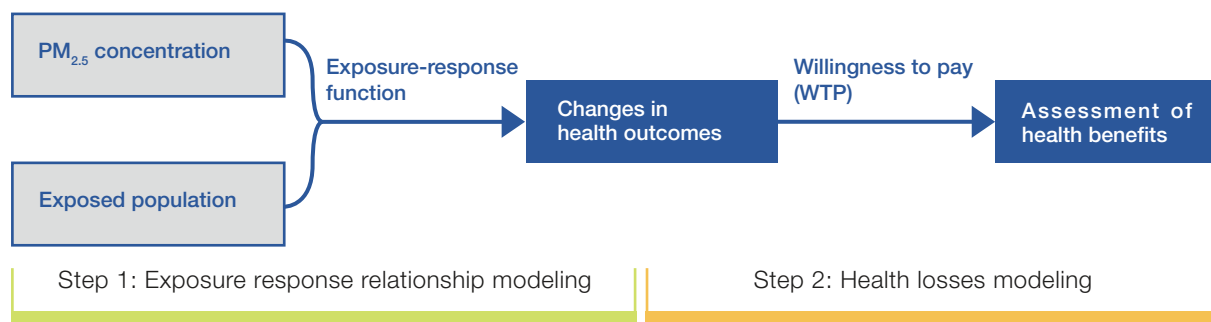 PM2.5 concentration
Exposed population
Exposure-response
function
Changes in
health outcomes
Willingness to pay
(WTP)
Assessment of
health benefits
Step 1: Exposure response relationship modeling
Step 2: Health losses modeling